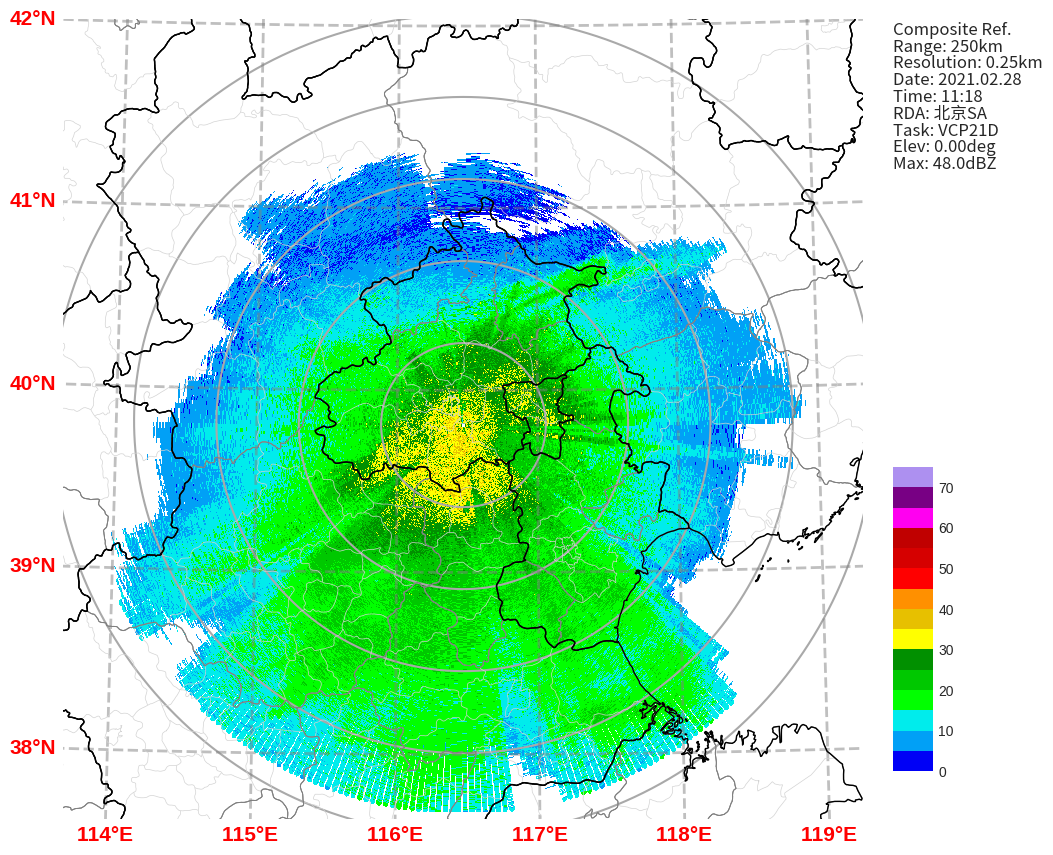 42°N
41°N
40°N
39°N
38°N
114°E
115°E
116°E
117°E
118°E
119°E
Composite Ref.
Range: 250km
Resolution: 0.25km
Date: 2021.02.28
Time: 11:18
RDA: 北京SA
Task: VCP21D
Elev: 0.00deg
Max: 48.0dBZ
70
60
50
40
30
20
10
0